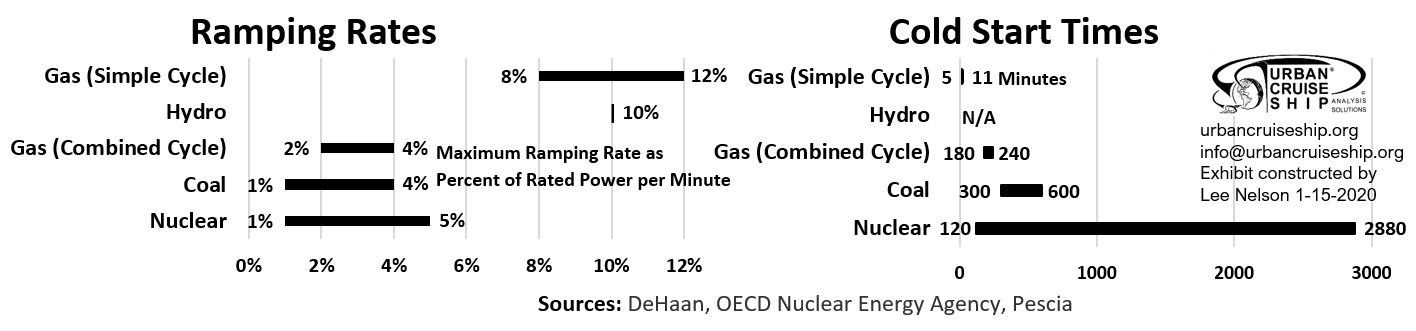 Ramping Rates
Gas (Simple Cycle) 8% 12%
Hydro 10%
Gas (Combined Cycle) 2% 4%
Coal 1% 4%
Nuclear 1% 5%
Maximum Ramping Rate as
Percent of Rated Power per Minute
0% 2% 4% 6% 8% 10% 12%
Cold Start Times
Gas (Simple Cycle) 5 11 Minutes
Hydro N/A
Gas (Combined Cycle) 180 240
Coal 300 600
Nuclear 120 2880
0 1000 2000 3000
URBAN®
CRUISE ©
SHIP ANALYSIS
SOLUTIONS
urbancruiseship.org
info@urbancruiseship.org
Exhibit constructed by
Lee Nelson 1-15-2020
Sources: DeHaan, OECD Nuclear Energy Agency, Pescia